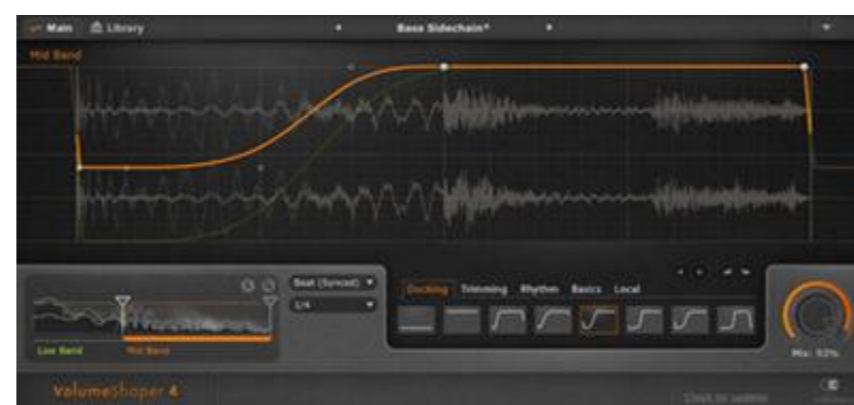 Main Library Bass Sidechain*
Mid Band
Beat (Synced)
1/4
Ducking Trimming Rhythm Basics Local
Low Band Mid Band
Mix: 92%
VolumeShaper 4